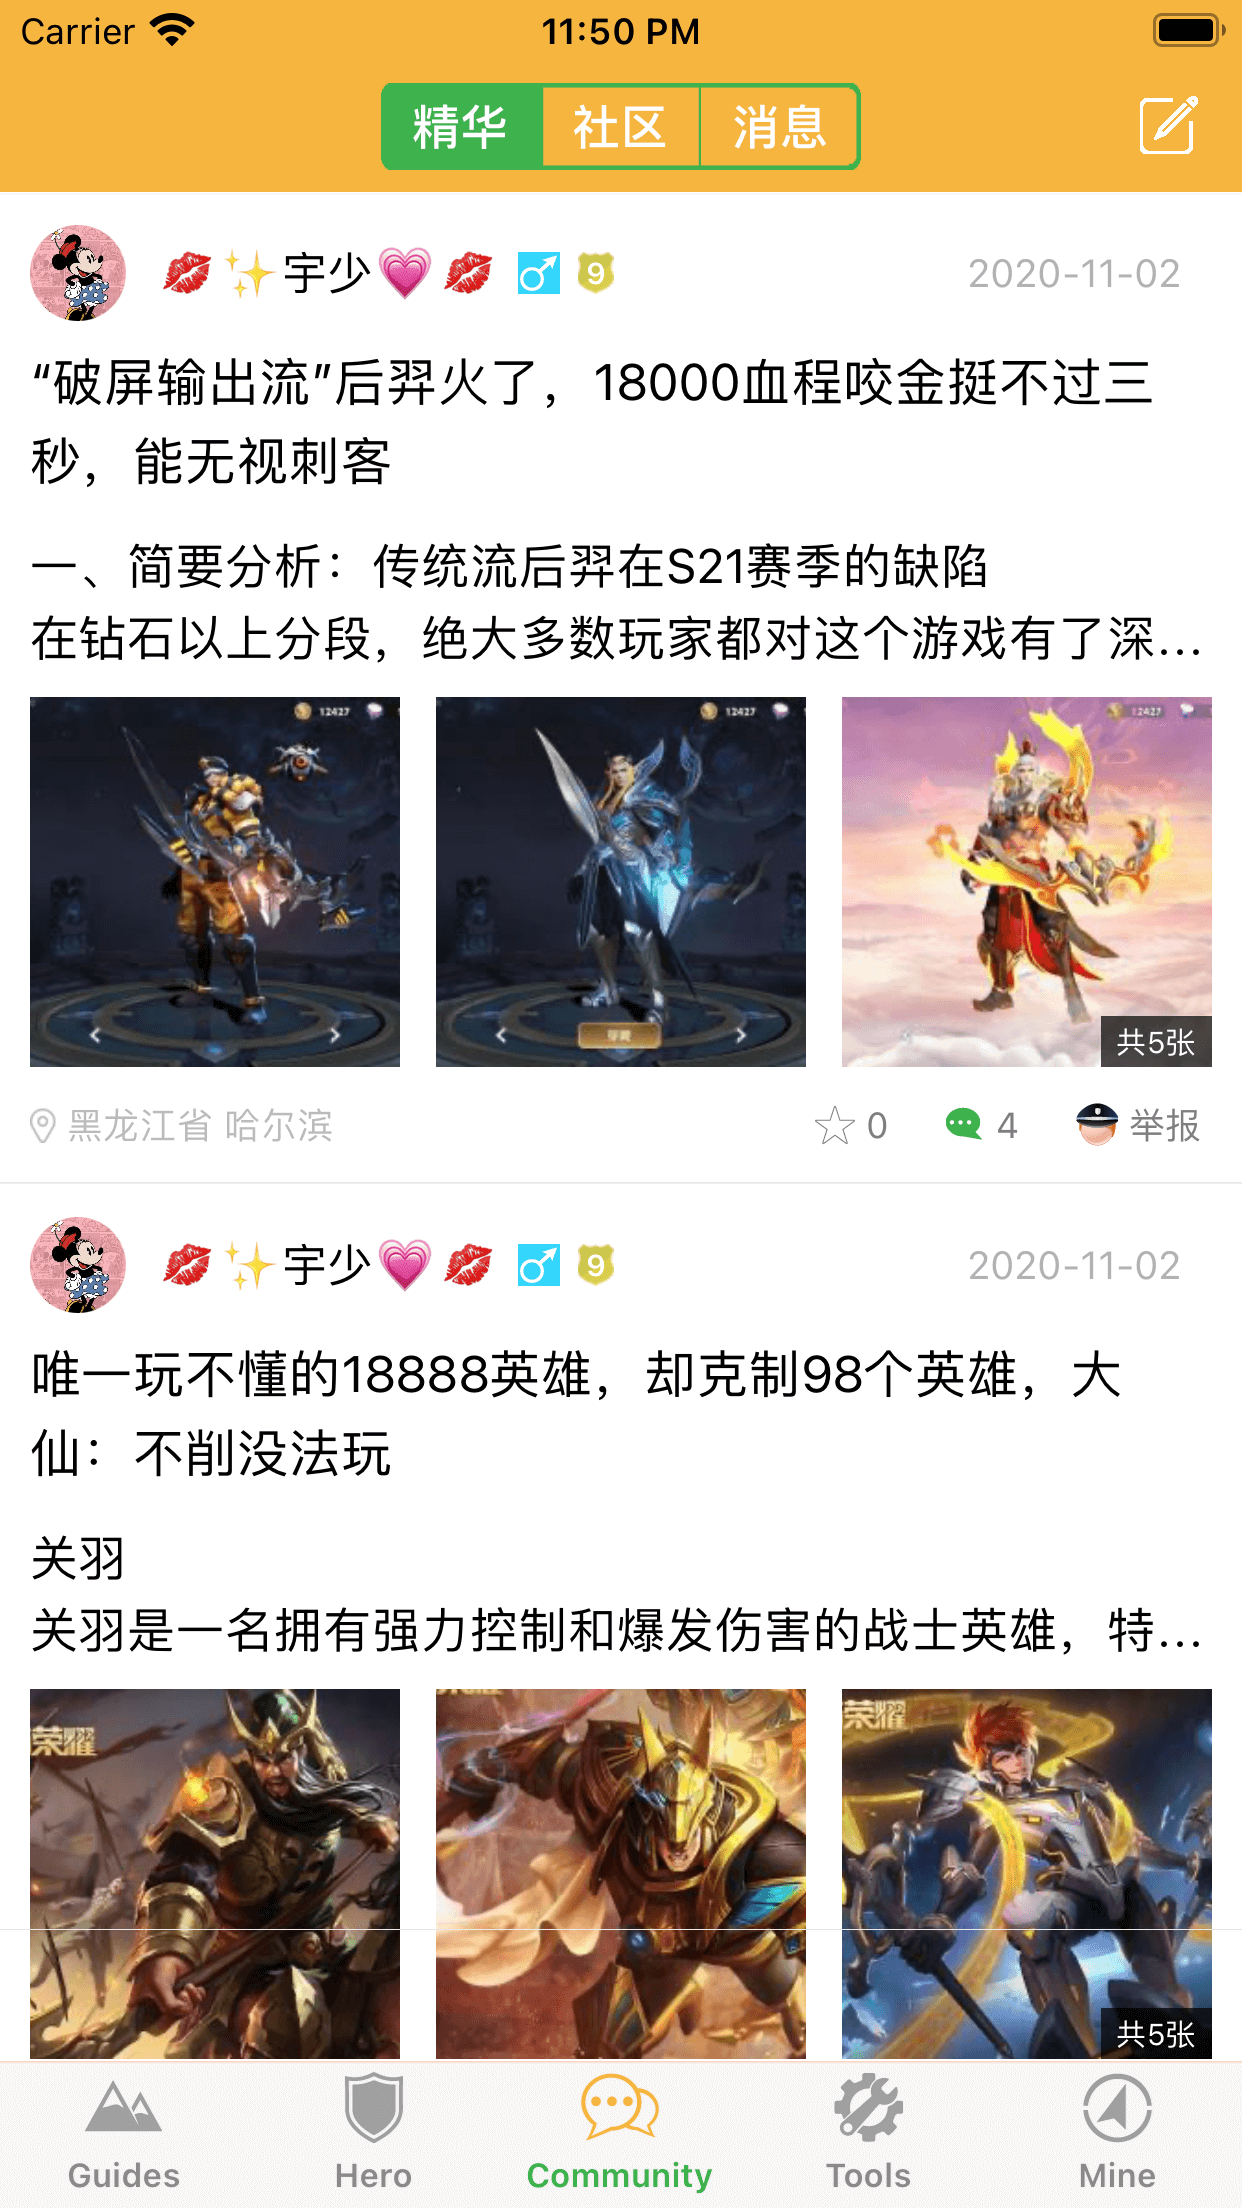 Carrier 11:50 PM
精华 社区 消息
💋✨宇少💗💋 9 2020-11-02
“破屏输出流”后羿火了，18000血程咬金挺不过三
秒，能无视刺客
一、简要分析：传统流后羿在S21赛季的缺陷
在钻石以上分段，绝大多数玩家都对这个游戏有了深...
12427 12427 12427
共5张
黑龙江省 哈尔滨 0 4 举报
💋✨宇少💗💋 9 2020-11-02
唯一玩不懂的18888英雄，却克制98个英雄，大
仙：不削没法玩
关羽
关羽是一名拥有强力控制和爆发伤害的战士英雄，特...
荣耀 荣耀
共5张
Guides Hero Community Tools Mine